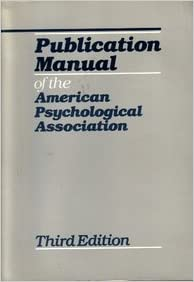 Publication
Manual
of the
American
Psychological
Association
Third Edition